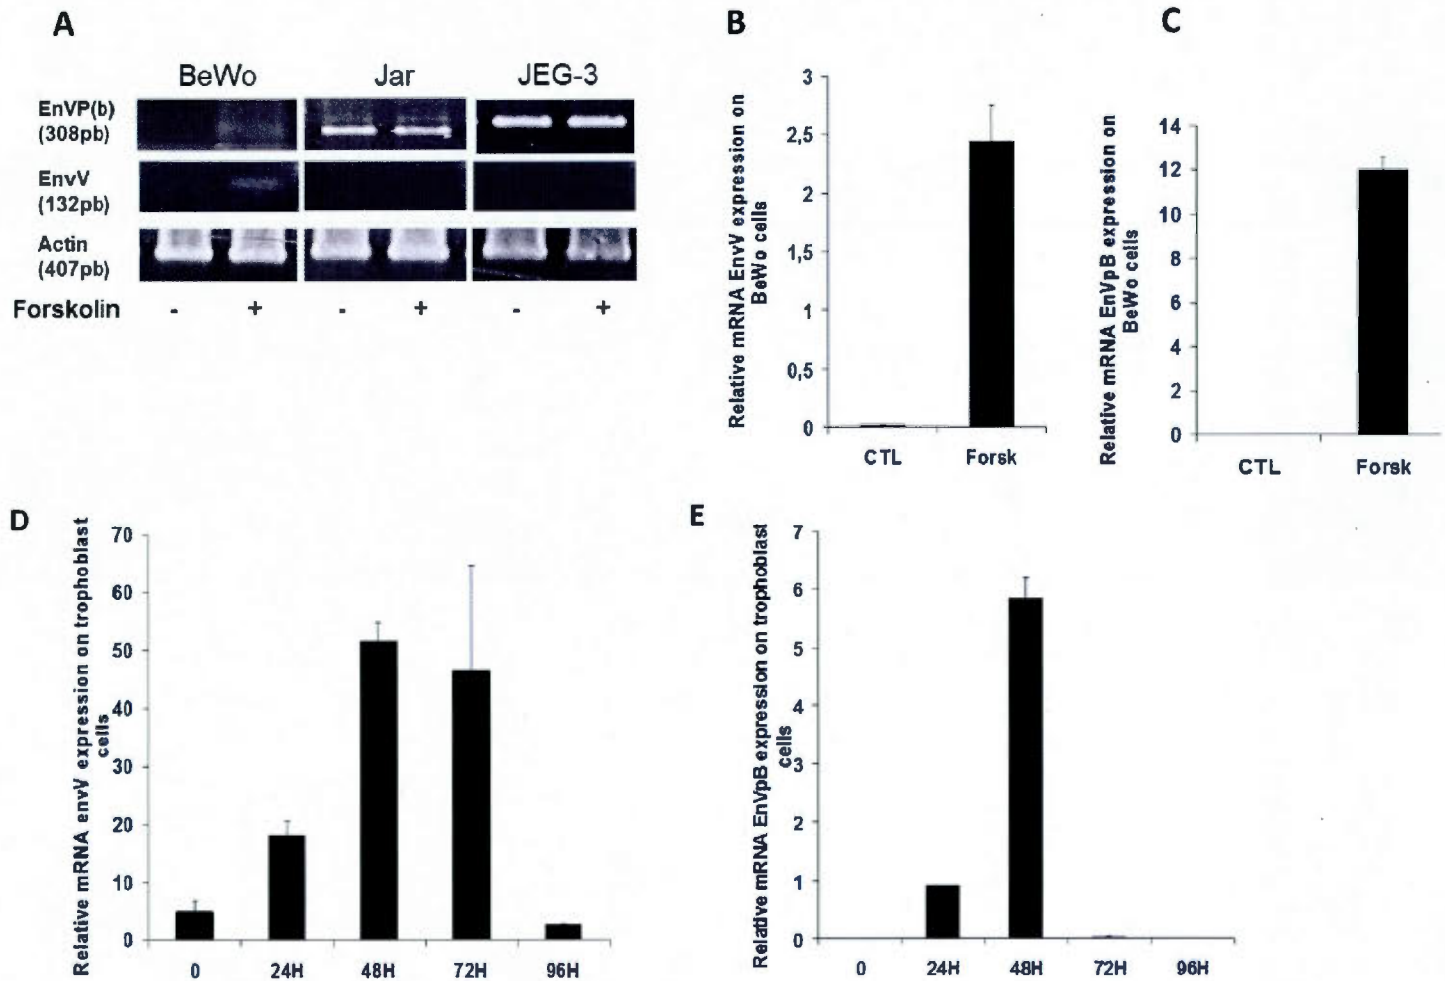 A
BeWo Jar JEG-3
EnVP(b)
(308pb)
EnvV
(132pb)
Actin
(407pb)
Forskolin - + - + - +
B
Relative mRNA EnvV expression on
BeWo cells
3
2,5
2
1,5
1
0,5
0
CTL Forsk
C
Relative mRNA EnVpB expression on
BeWo cells
14
12
10
8
6
4
2
0
CTL Forsk
D
Relative mRNA envV expression on trophoblast
cells
70
60
50
40
30
20
10
0
0 24H 48H 72H 96H
E
Relative mRNA EnVpB expression on trophoblast
cells
7
6
5
4
3
2
1
0
0 24H 48H 72H 96H